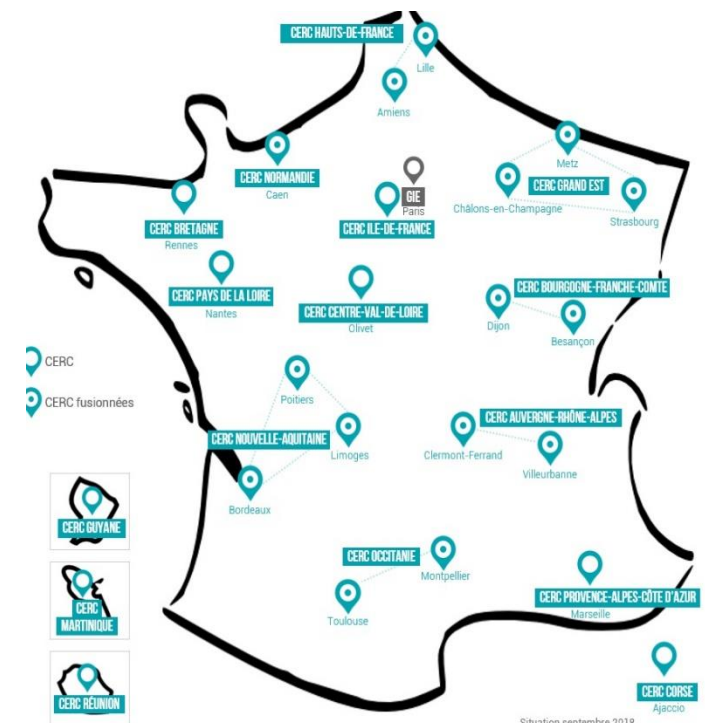 CERC HAUTS-DE-FRANCE
Lille
Amiens
Metz
CERC NORMANDIE
Caen
GIE
Paris
CERC GRAND EST
Châlons-en-Champagne
Strasbourg
CERC BRETAGNE
Rennes
CERC ILE-DE-FRANCE
CERC PAYS DE LA LOIRE
Nantes
CERC CENTRE-VAL-DE-LOIRE
Olivet
CERC BOURGOGNE-FRANCHE-COMTE
Dijon
Besançon
CERC
CERC fusionnées
Poitiers
CERC NOUVELLE-AQUITAINE
Limoges
Bordeaux
CERC AUVERGNE-RHÔNE-ALPES
Clermont-Ferrand
Villeurbanne
CERC GUYANE
CERC OCCITANIE
Montpellier
Toulouse
CERC PROVENCE-ALPES-CÔTE D'AZUR
Marseille
CERC
MARTINIQUE
CERC RÉUNION
CERC CORSE
Ajaccio
Situation septembre 2018